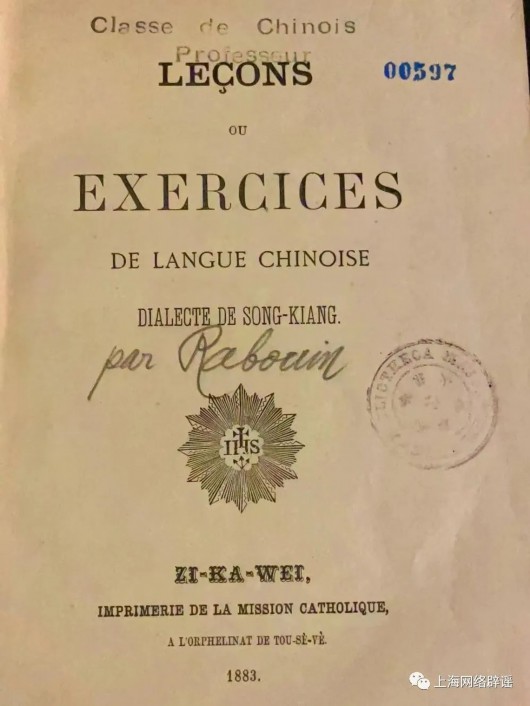 Classe de Chinois
Professeur
00597
LEÇONS
OU
EXERCICES
DE LANGUE CHINOISE
DIALECTE DE SONG-KIANG.
par Rabouin
IHS
ZI-KA-WEI,
IMPRIMERIE DE LA MISSION CATHOLIQUE,
A L'ORPHELINAT DE TOU-SÈ-VÈ.
1883.
上海网络辟谣